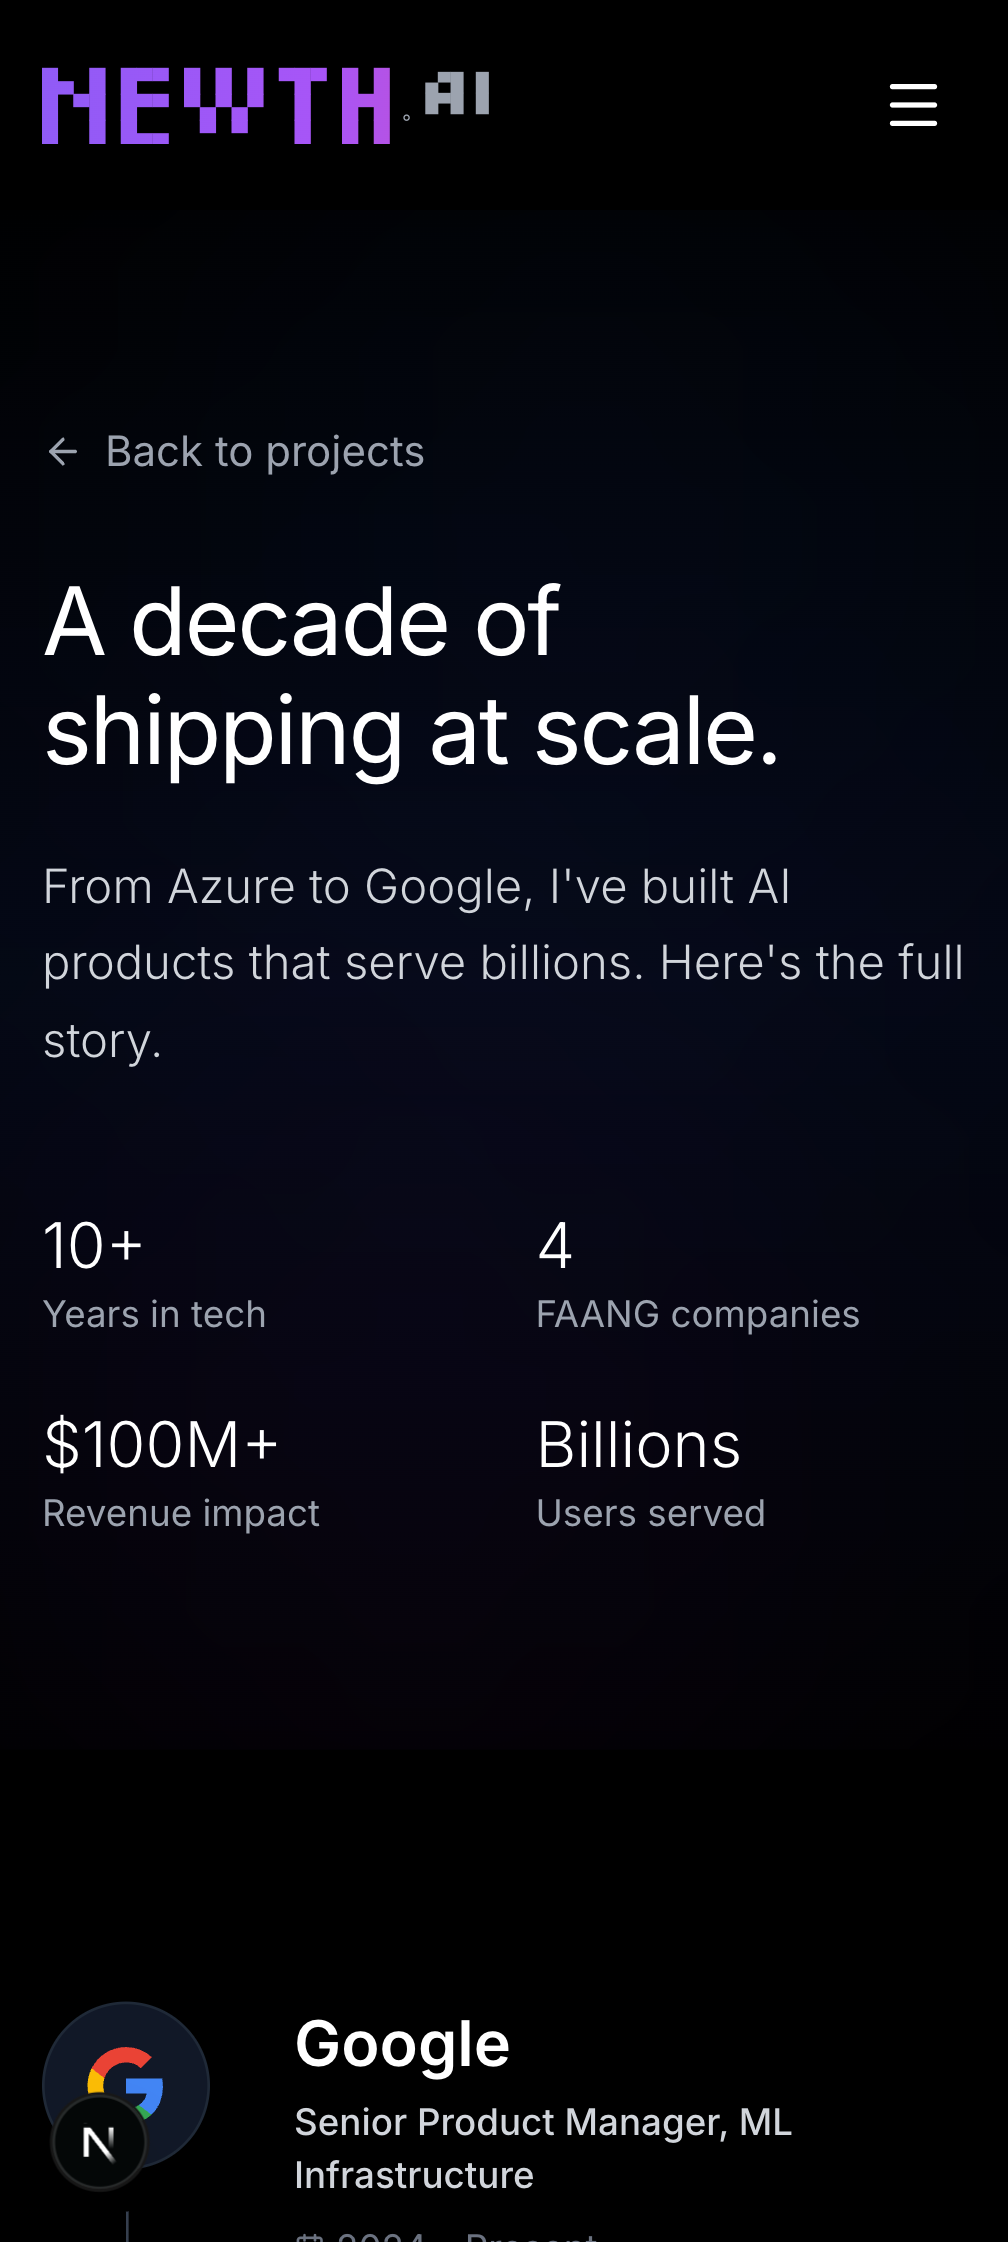 NEWTH.AI
Back to projects
A decade of
shipping at scale.
From Azure to Google, I've built AI
products that serve billions. Here's the full
story.
10+
Years in tech
4
FAANG companies
$100M+
Revenue impact
Billions
Users served
Google
Senior Product Manager, ML
Infrastructure
N
2024 - Present